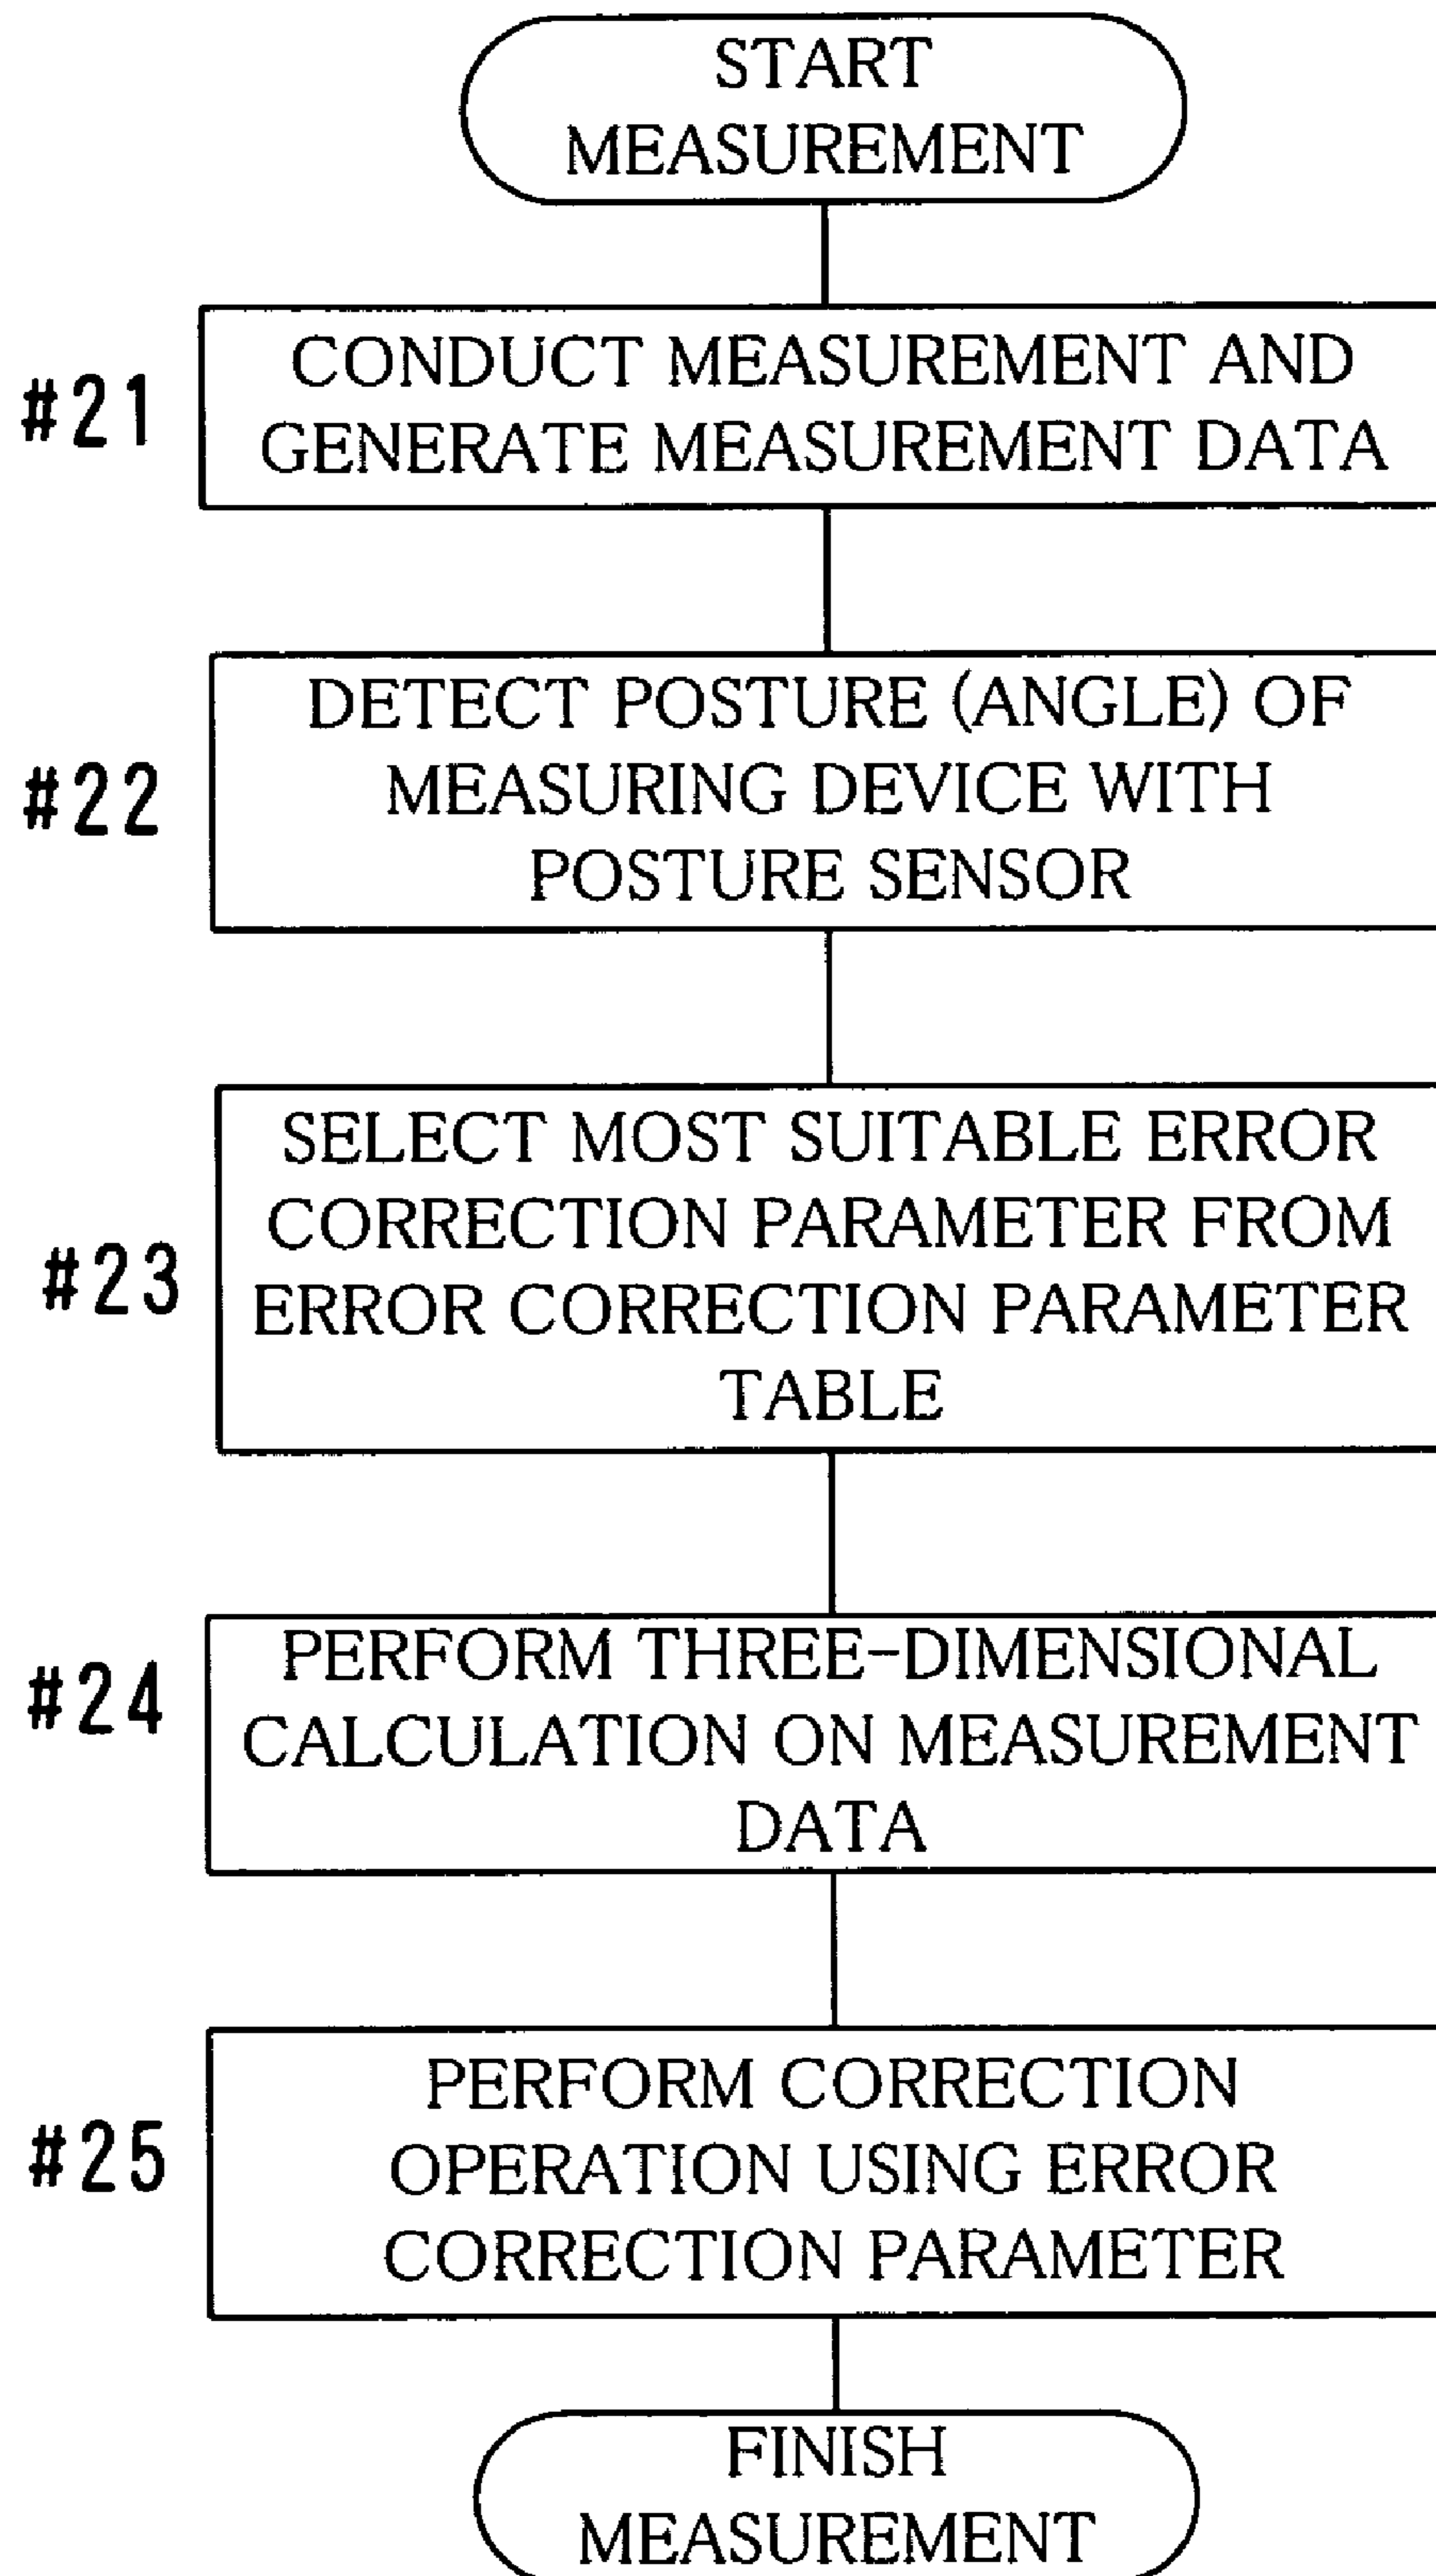 START
MEASUREMENT
#21
CONDUCT MEASUREMENT AND
GENERATE MEASUREMENT DATA
#22
DETECT POSTURE (ANGLE) OF
MEASURING DEVICE WITH
POSTURE SENSOR
#23
SELECT MOST SUITABLE ERROR
CORRECTION PARAMETER FROM
ERROR CORRECTION PARAMETER
TABLE
#24
PERFORM THREE-DIMENSIONAL
CALCULATION ON MEASUREMENT
DATA
#25
PERFORM CORRECTION
OPERATION USING ERROR
CORRECTION PARAMETER
FINISH
MEASUREMENT